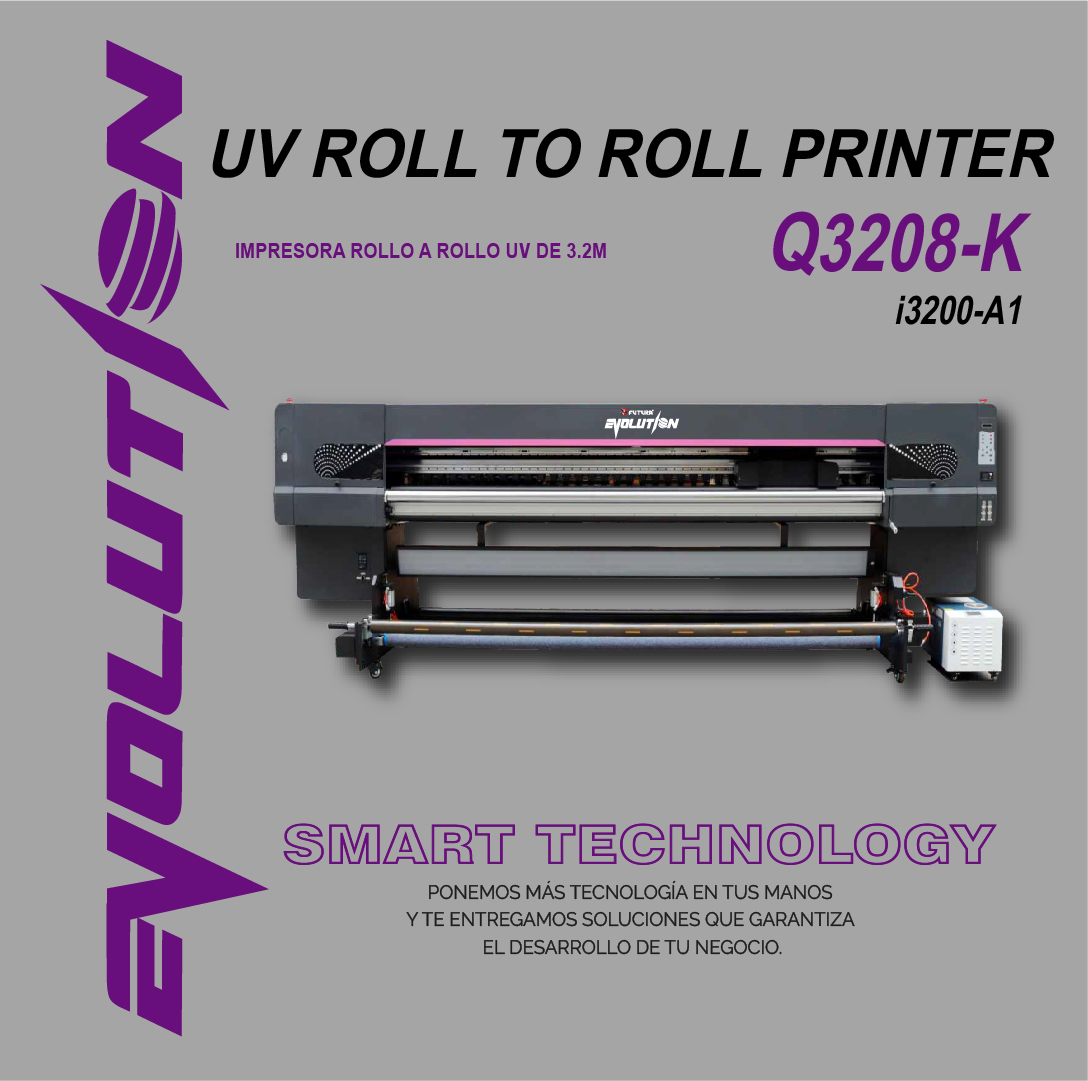 EVOLUTION
UV ROLL TO ROLL PRINTER
IMPRESORA ROLLO A ROLLO UV DE 3.2M
Q3208-K
i3200-A1
FUTURA
EVOLUTION
SMART TECHNOLOGY
PONEMOS MÁS TECNOLOGÍA EN TUS MANOS
Y TE ENTREGAMOS SOLUCIONES QUE GARANTIZA
EL DESARROLLO DE TU NEGOCIO.